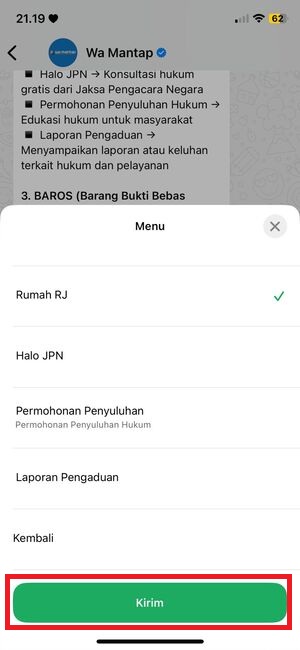 21.19
62
Wa Mantap
▪ Halo JPN → Konsultasi hukum
gratis dari Jaksa Pengacara Negara
▪ Permohonan Penyuluhan Hukum →
Edukasi hukum untuk masyarakat
▪ Laporan Pengaduan →
Menyampaikan laporan atau keluhan
terkait hukum dan pelayanan
3. BAROS (Barang Bukti Bebas
Menu
Rumah RJ
Halo JPN
Permohonan Penyuluhan
Permohonan Penyuluhan Hukum
Laporan Pengaduan
Kembali
Kirim